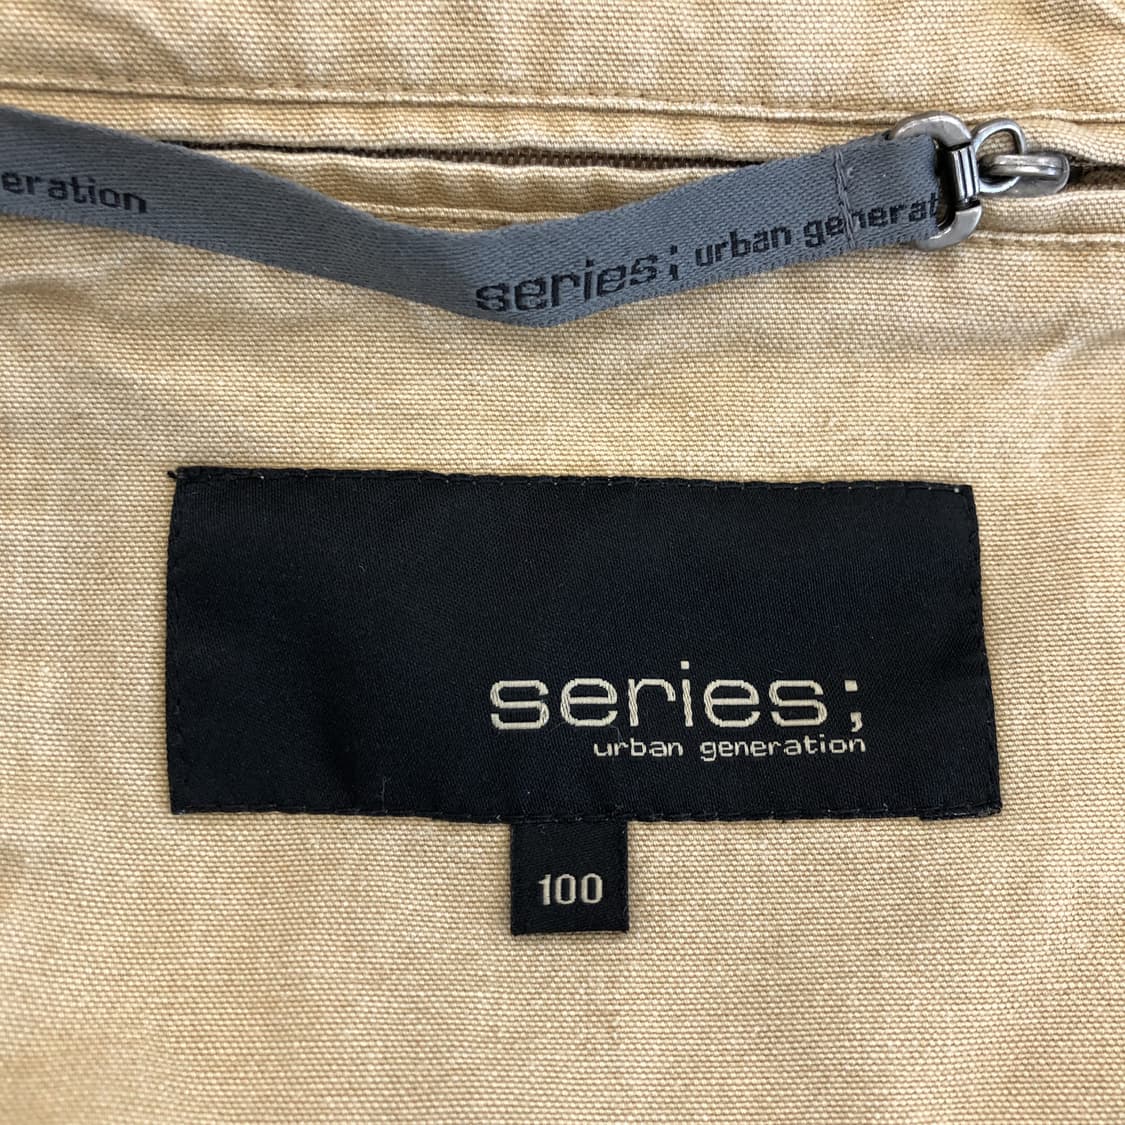 eration
series; urban generat
series;
urban generation
100